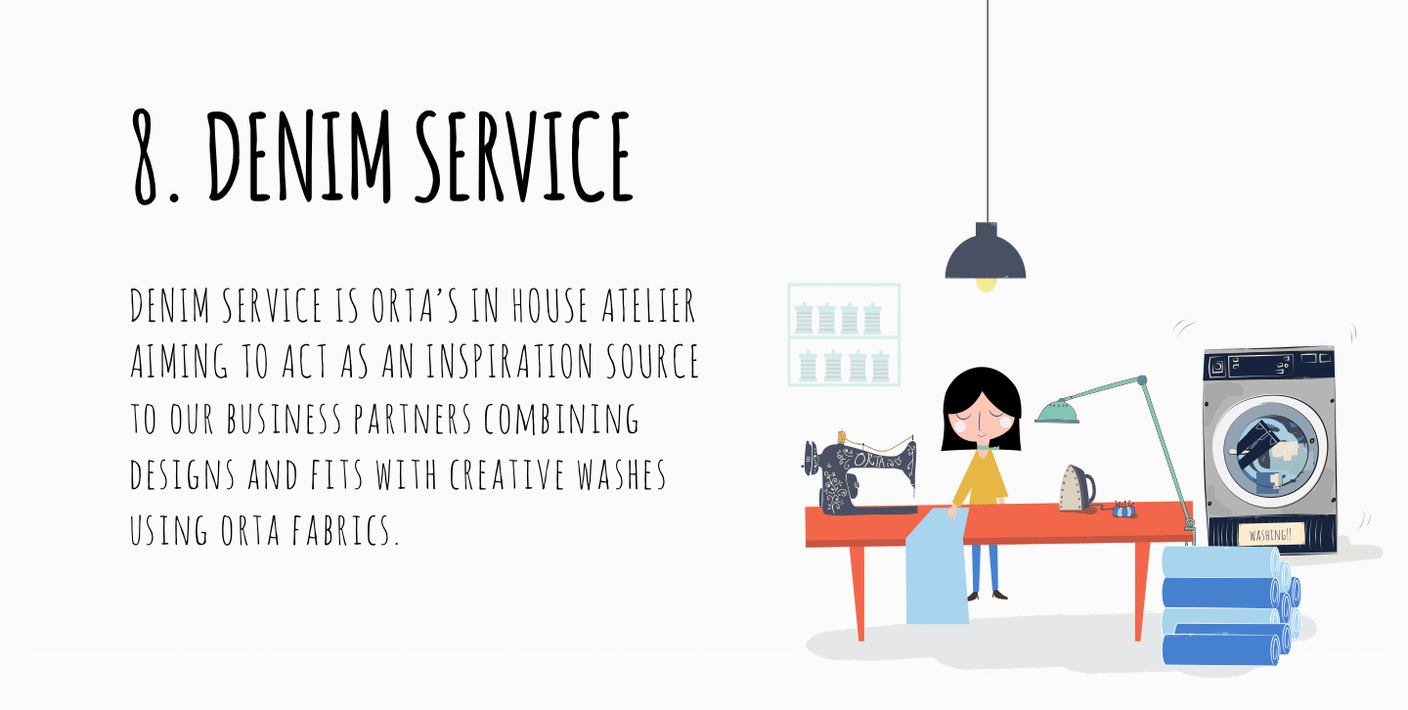 8. DENIM SERVICE
DENIM SERVICE IS ORTA'S IN HOUSE ATELIER
AIMING TO ACT AS AN INSPIRATION SOURCE
TO OUR BUSINESS PARTNERS COMBINING
DESIGNS AND FITS WITH CREATIVE WASHES
USING ORTA FABRICS.
ORTA
WASHING!!